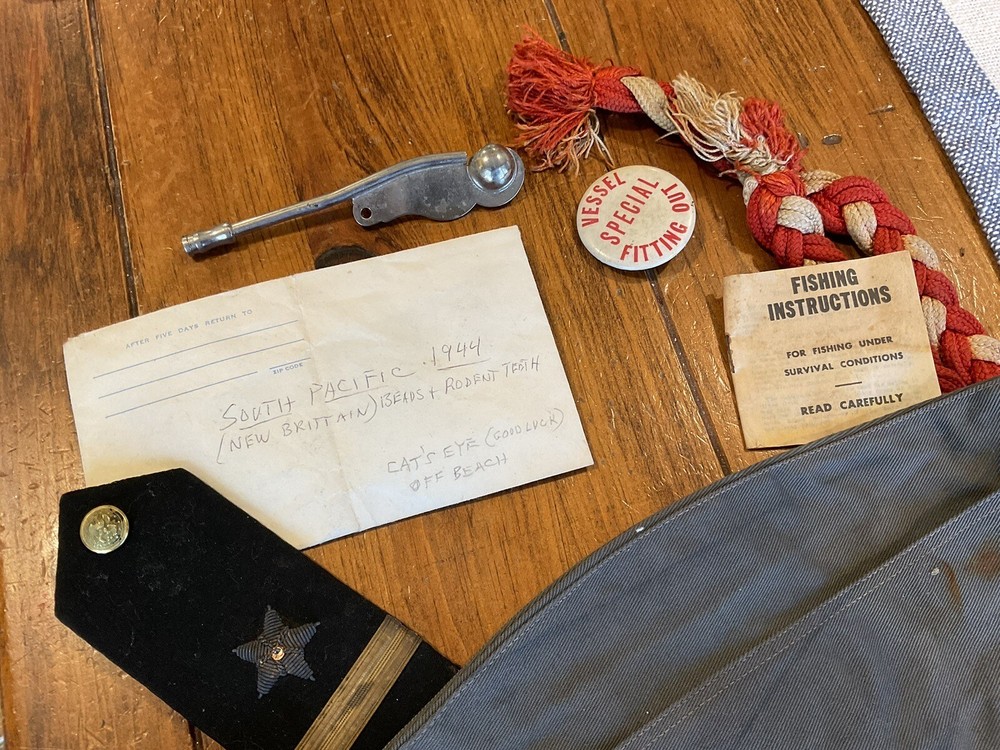 VESSEL
SPECIAL
FITTING OUT
AFTER FIVE DAYS RETURN TO
ZIP CODE
SOUTH PACIFIC . 1944
(NEW BRITTAIN) BEADS + RODENT TEETH
CAT'S EYE (GOOD LUCK)
OFF BEACH
FISHING
INSTRUCTIONS
FOR FISHING UNDER
SURVIVAL CONDITIONS
READ CAREFULLY